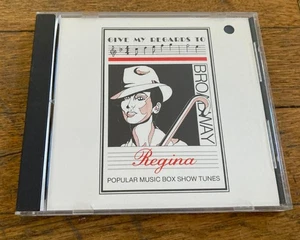 GIVE MY REGARDS TO
BROADWAY
Regina
POPULAR MUSIC BOX SHOW TUNES